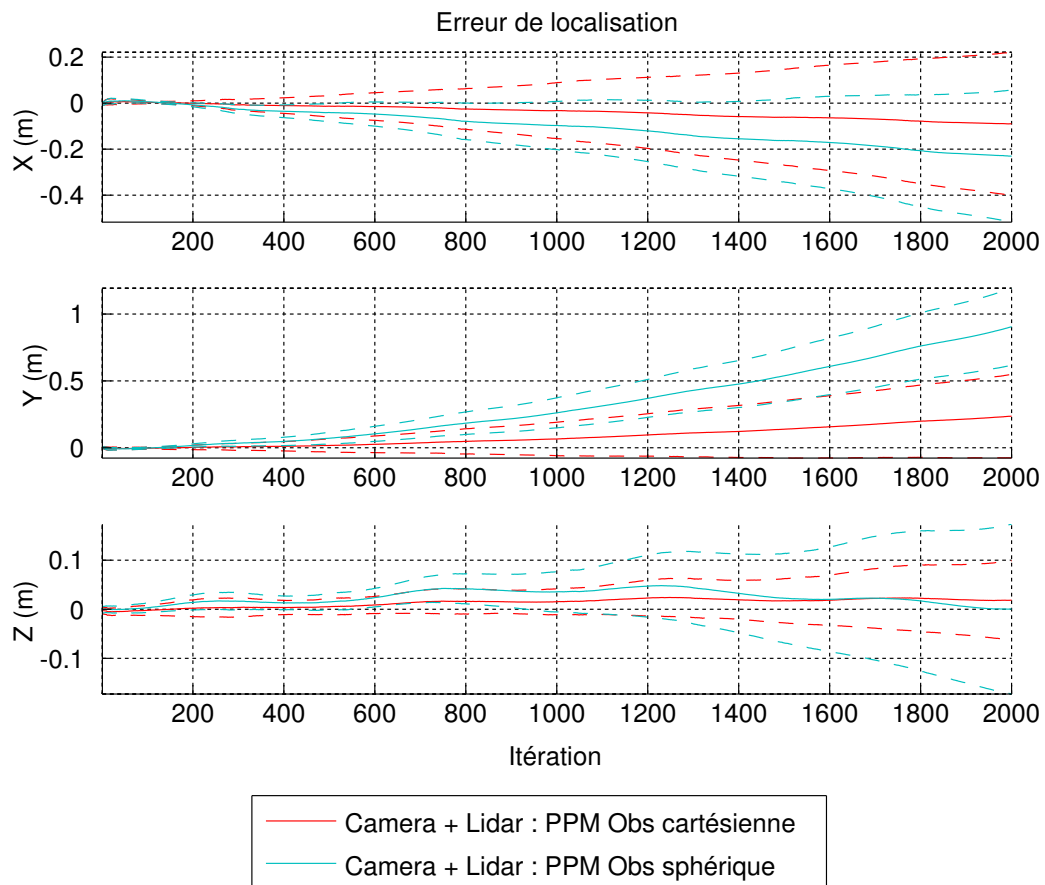 Erreur de localisation
0.2
0
-0.2
-0.4
X (m)
200 400 600 800 1000 1200 1400 1600 1800 2000
1
0.5
0
Y (m)
200 400 600 800 1000 1200 1400 1600 1800 2000
0.1
0
-0.1
Z (m)
200 400 600 800 1000 1200 1400 1600 1800 2000
Itération
Camera + Lidar : PPM Obs cartésienne
Camera + Lidar : PPM Obs sphérique